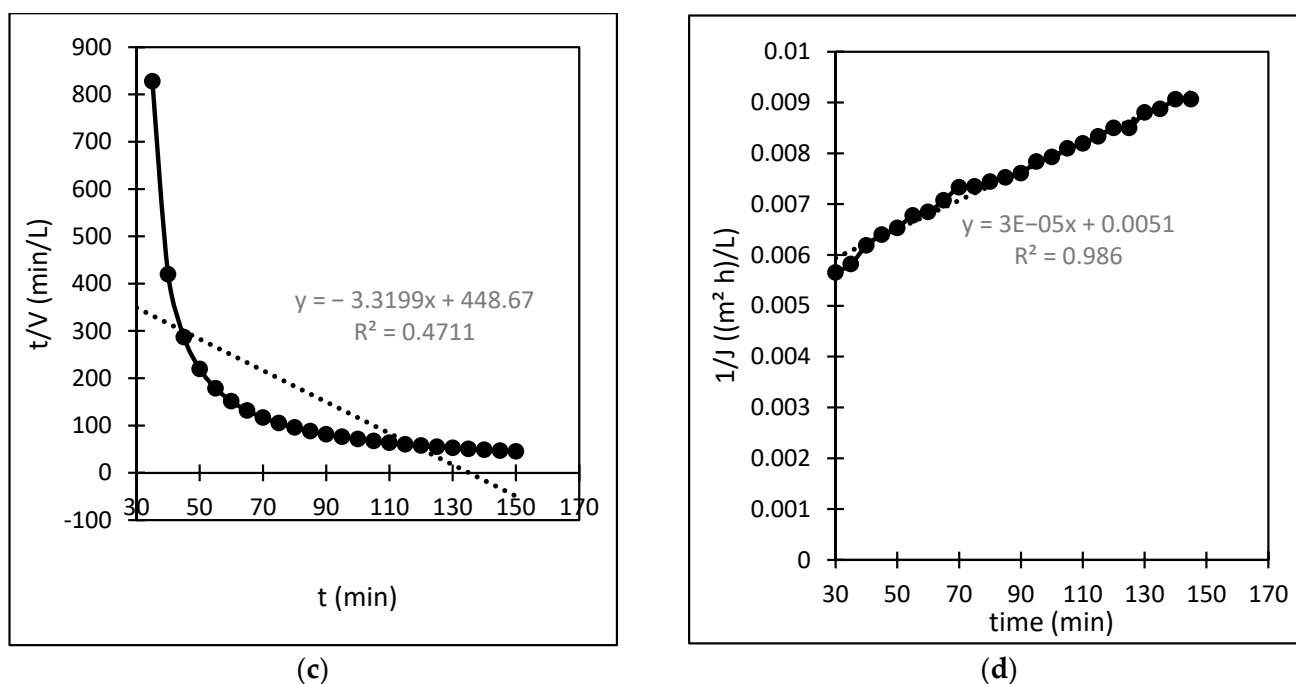 900
800
700
600
500
400
300
200
100
0
-100
t/V (min/L)
y = − 3.3199x + 448.67
R² = 0.4711
30 50 70 90 110 130 150 170
t (min)
(c)
0.01
0.009
0.008
0.007
0.006
0.005
0.004
0.003
0.002
0.001
0
1/J ((m² h)/L)
y = 3E−05x + 0.0051
R² = 0.986
30 50 70 90 110 130 150 170
time (min)
(d)